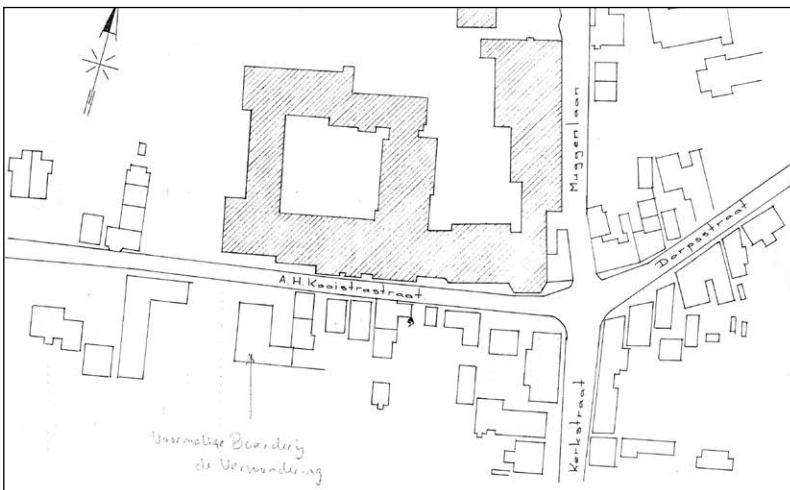 Muggenlaan
Dorpsstraat
A.H. Kooistrastraat
Kerkstraat
Voormalige Boerderij
de Verwondering